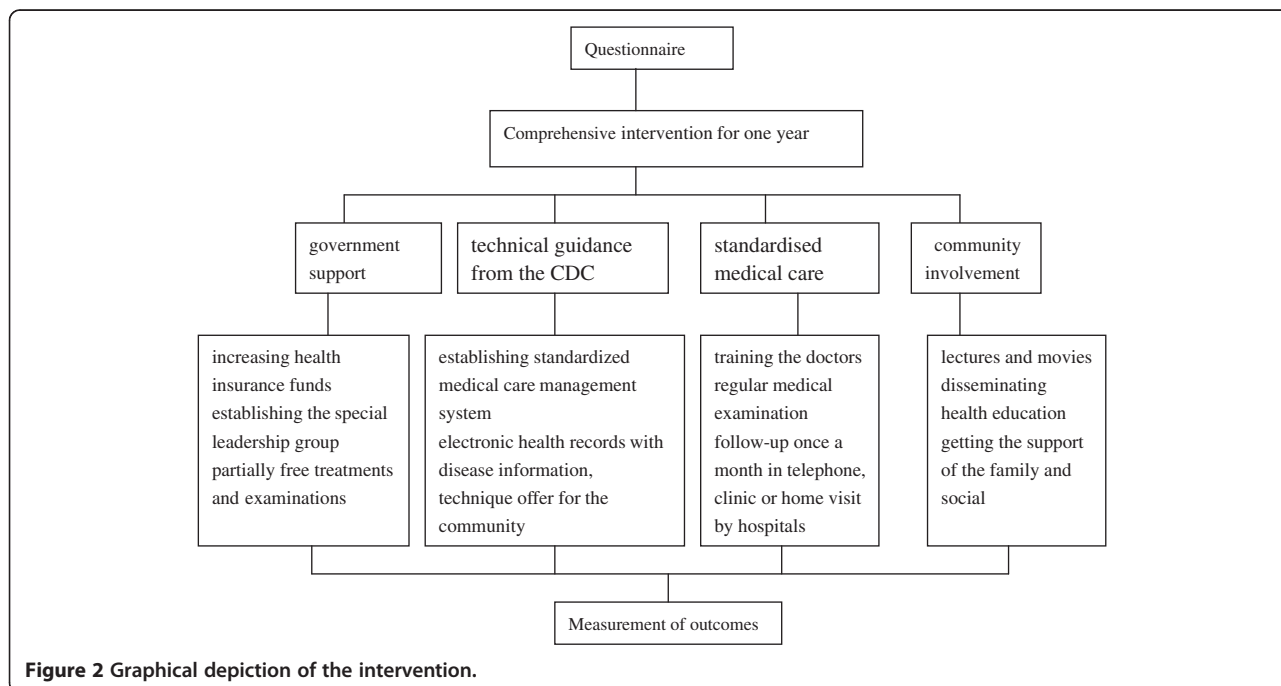 Questionnaire
Comprehensive intervention for one year
government
support
technical guidance
from the CDC
standardised
medical care
community
involvement
increasing health
insurance funds
establishing the special
leadership group
partially free treatments
and examinations
establishing standardized
medical care management
system
electronic health records with
disease information,
technique offer for the
community
training the doctors
regular medical
examination
follow-up once a
month in telephone,
clinic or home visit
by hospitals
lectures and movies
disseminating
health education
getting the support
of the family and
social
Measurement of outcomes
Figure 2 Graphical depiction of the intervention.